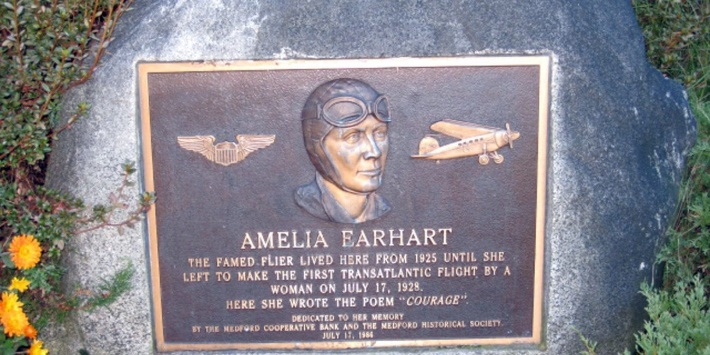 AMELIA EARHART
THE FAMED FLIER LIVED HERE FROM 1925 UNTIL SHE
LEFT TO MAKE THE FIRST TRANSATLANTIC FLIGHT BY A
WOMAN ON JULY 17, 1928.
HERE SHE WROTE THE POEM "COURAGE".
DEDICATED TO HER MEMORY
BY THE MEDFORD COOPERATIVE BANK AND THE MEDFORD HISTORICAL SOCIETY.
JULY 17, 1986